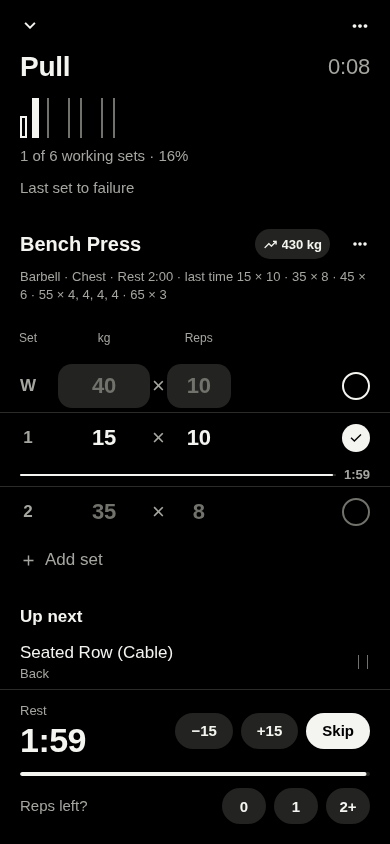 Pull
0:08
1 of 6 working sets · 16%
Last set to failure
Bench Press
430 kg
Barbell · Chest · Rest 2:00 · last time 15 × 10 · 35 × 8 · 45 ×
6 · 55 × 4, 4, 4, 4 · 65 × 3
Set kg Reps
W 40 × 10
1 15 × 10
1:59
2 35 × 8
+ Add set
Up next
Seated Row (Cable)
Back
Rest
1:59
−15 +15 Skip
Reps left? 0 1 2+